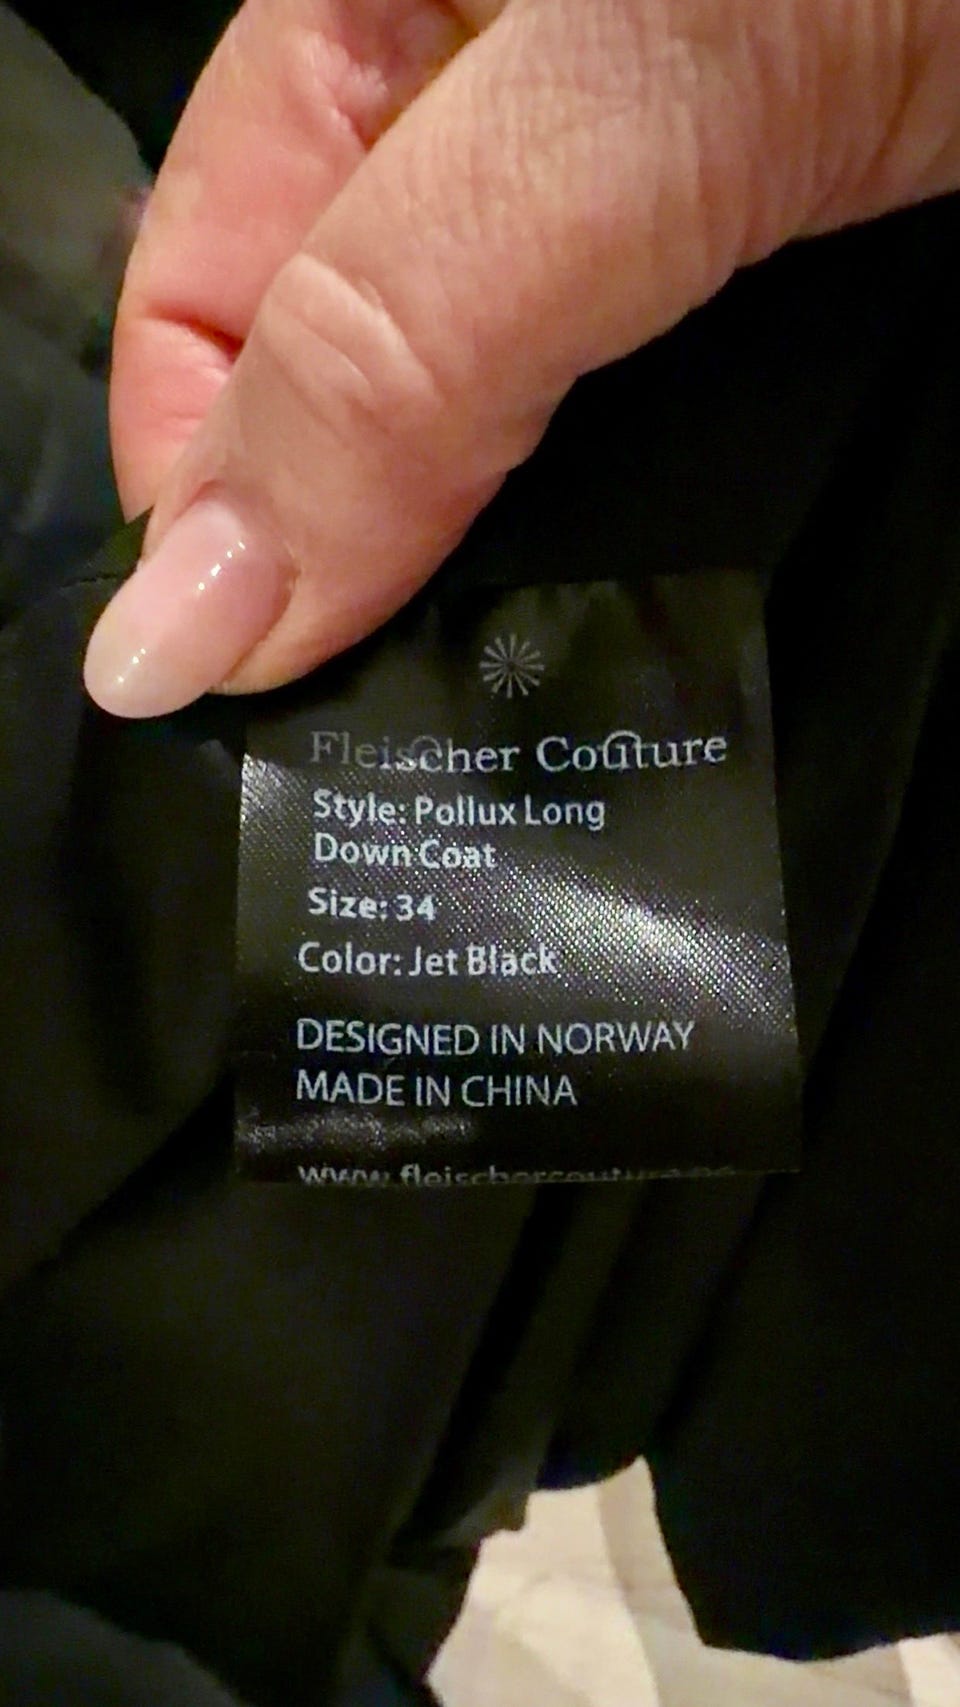 Fleischer Couture
Style: Pollux Long
Down Coat
Size: 34
Color: Jet Black
DESIGNED IN NORWAY
MADE IN CHINA